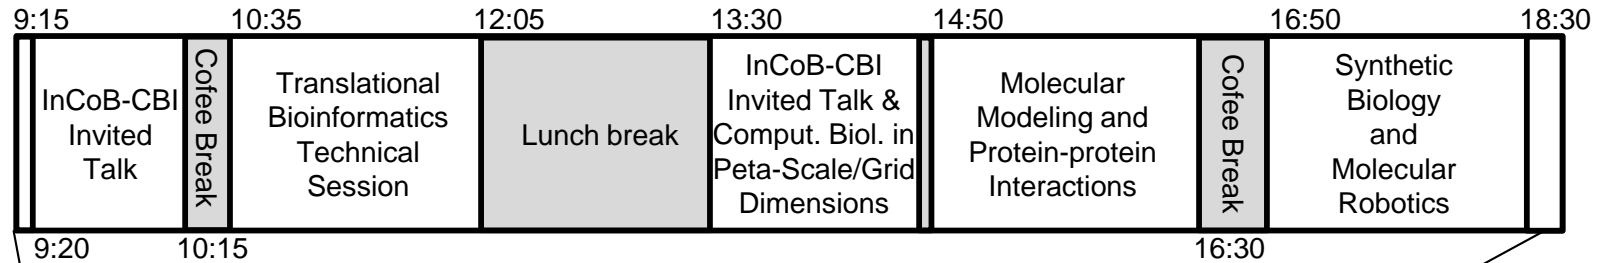 9:15 10:35 12:05 13:30 14:50 16:50 18:30
InCoB-CBI
Invited
Talk
Cofee Break
Translational
Bioinformatics
Technical
Session
Lunch break
InCoB-CBI
Invited Talk &
Comput. Biol. in
Peta-Scale/Grid
Dimensions
Molecular
Modeling and
Protein-protein
Interactions
Cofee Break
Synthetic
Biology
and
Molecular
Robotics
9:20 10:15 16:30